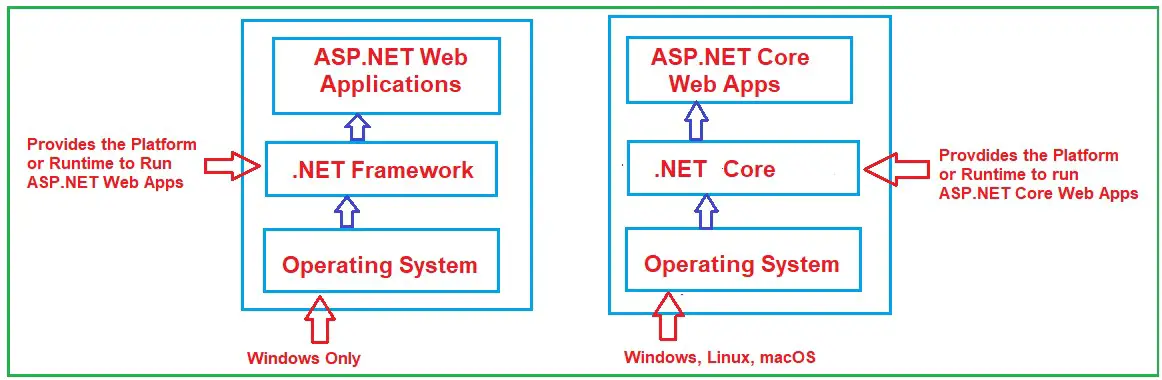 ASP.NET Web
Applications
Provides the Platform
or Runtime to Run
ASP.NET Web Apps
.NET Framework
Operating System
Windows Only
ASP.NET Core
Web Apps
.NET Core
Provdides the Platform
or Runtime to run
ASP.NET Core Web Apps
Operating System
Windows, Linux, macOS